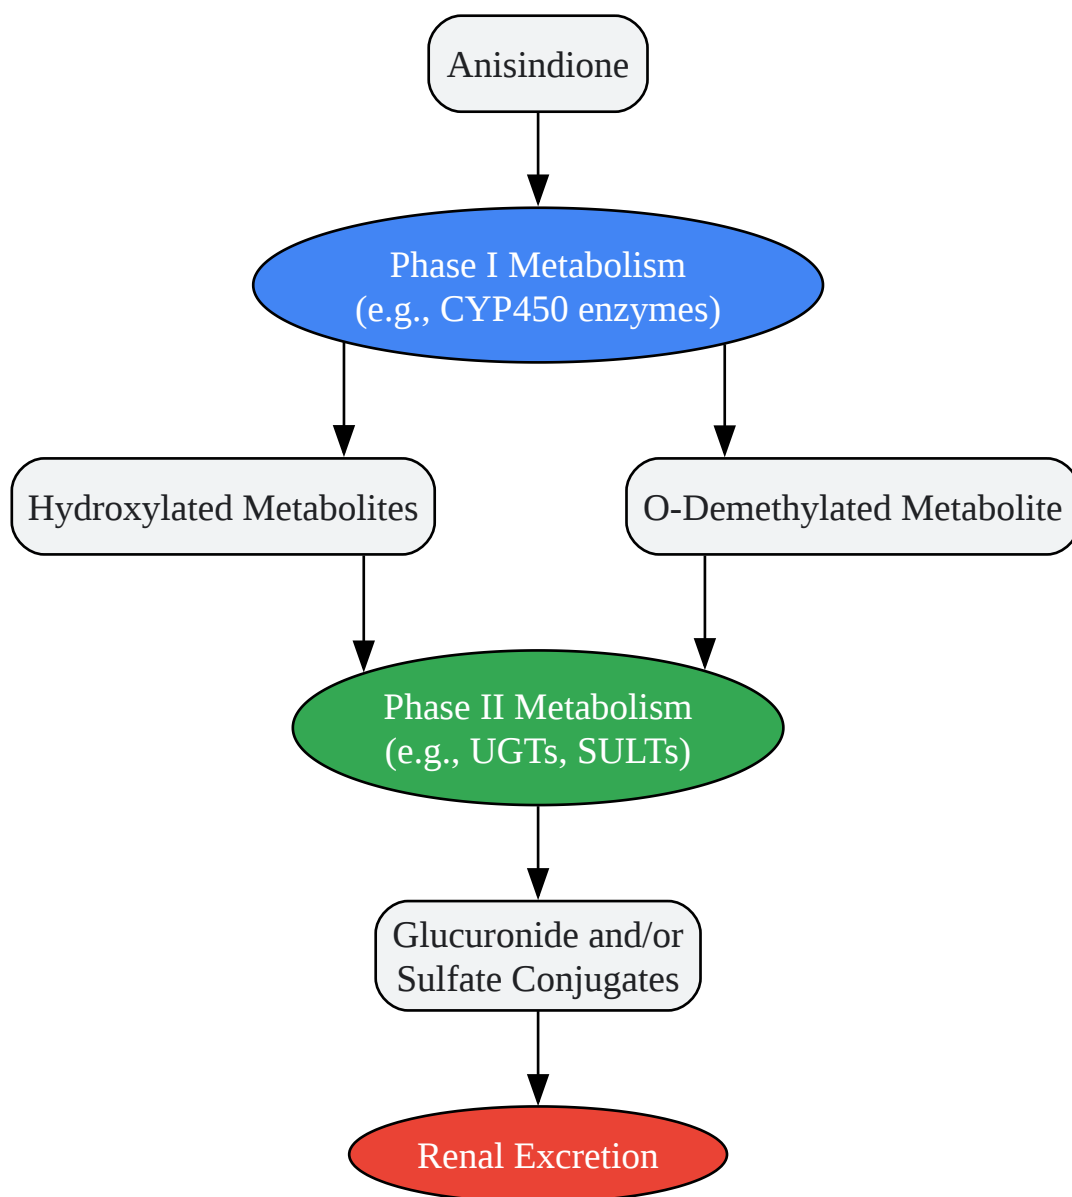 Anisindione
Phase I Metabolism
(e.g., CYP450 enzymes)
Hydroxylated Metabolites
O-Demethylated Metabolite
Phase II Metabolism
(e.g., UGTs, SULTs)
Glucuronide and/or
Sulfate Conjugates
Renal Excretion